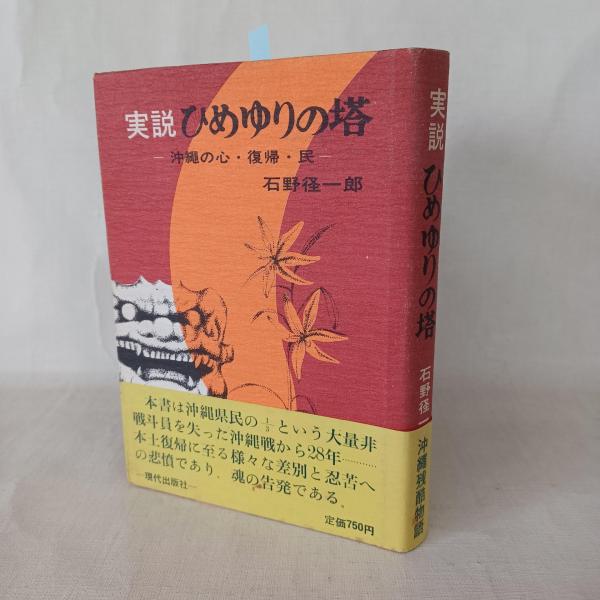 実説ひめゆりの塔
―沖縄の心・復帰・民―
石野径一郎
本書は沖縄県民の1/3という大量非
戦斗員を失った沖縄戦から28年…………
本土復帰に至る様々な差別と忍苦へ
の悲憤であり、魂の告発である。
―現代出版社―
定価750円
実説 ひめゆりの塔
石野径一
沖縄残酷物語